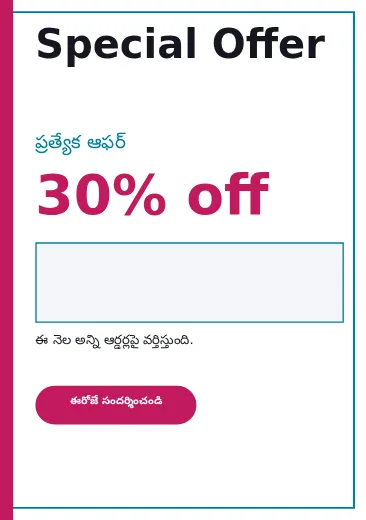 Special Offer
ప్రత్యేక ఆఫర్
30% off
ఈ నెల అన్ని ఆర్డర్లపై వర్తిస్తుంది.
ఈరోజే సందర్శించండి